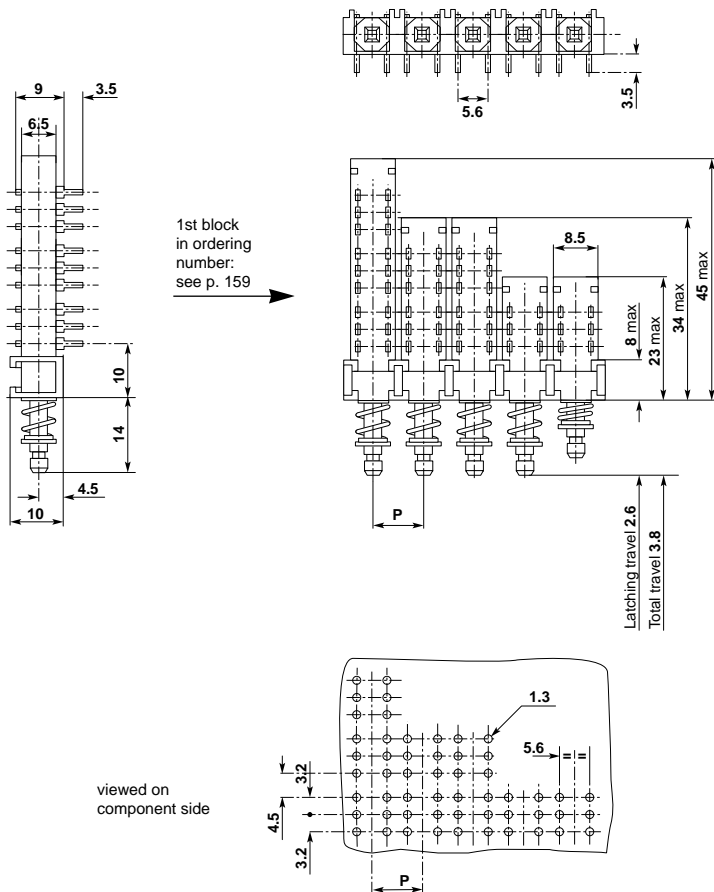 5.6
3.5
9
3.5
6.5
1st block
in ordering
number:
see p. 159
8.5
8 max
23 max
34 max
45 max
10
14
4.5
10
P
Latching travel 2.6
Total travel 3.8
1.3
5.6
=
=
3.2
4.5
3.2
viewed on
component side
P